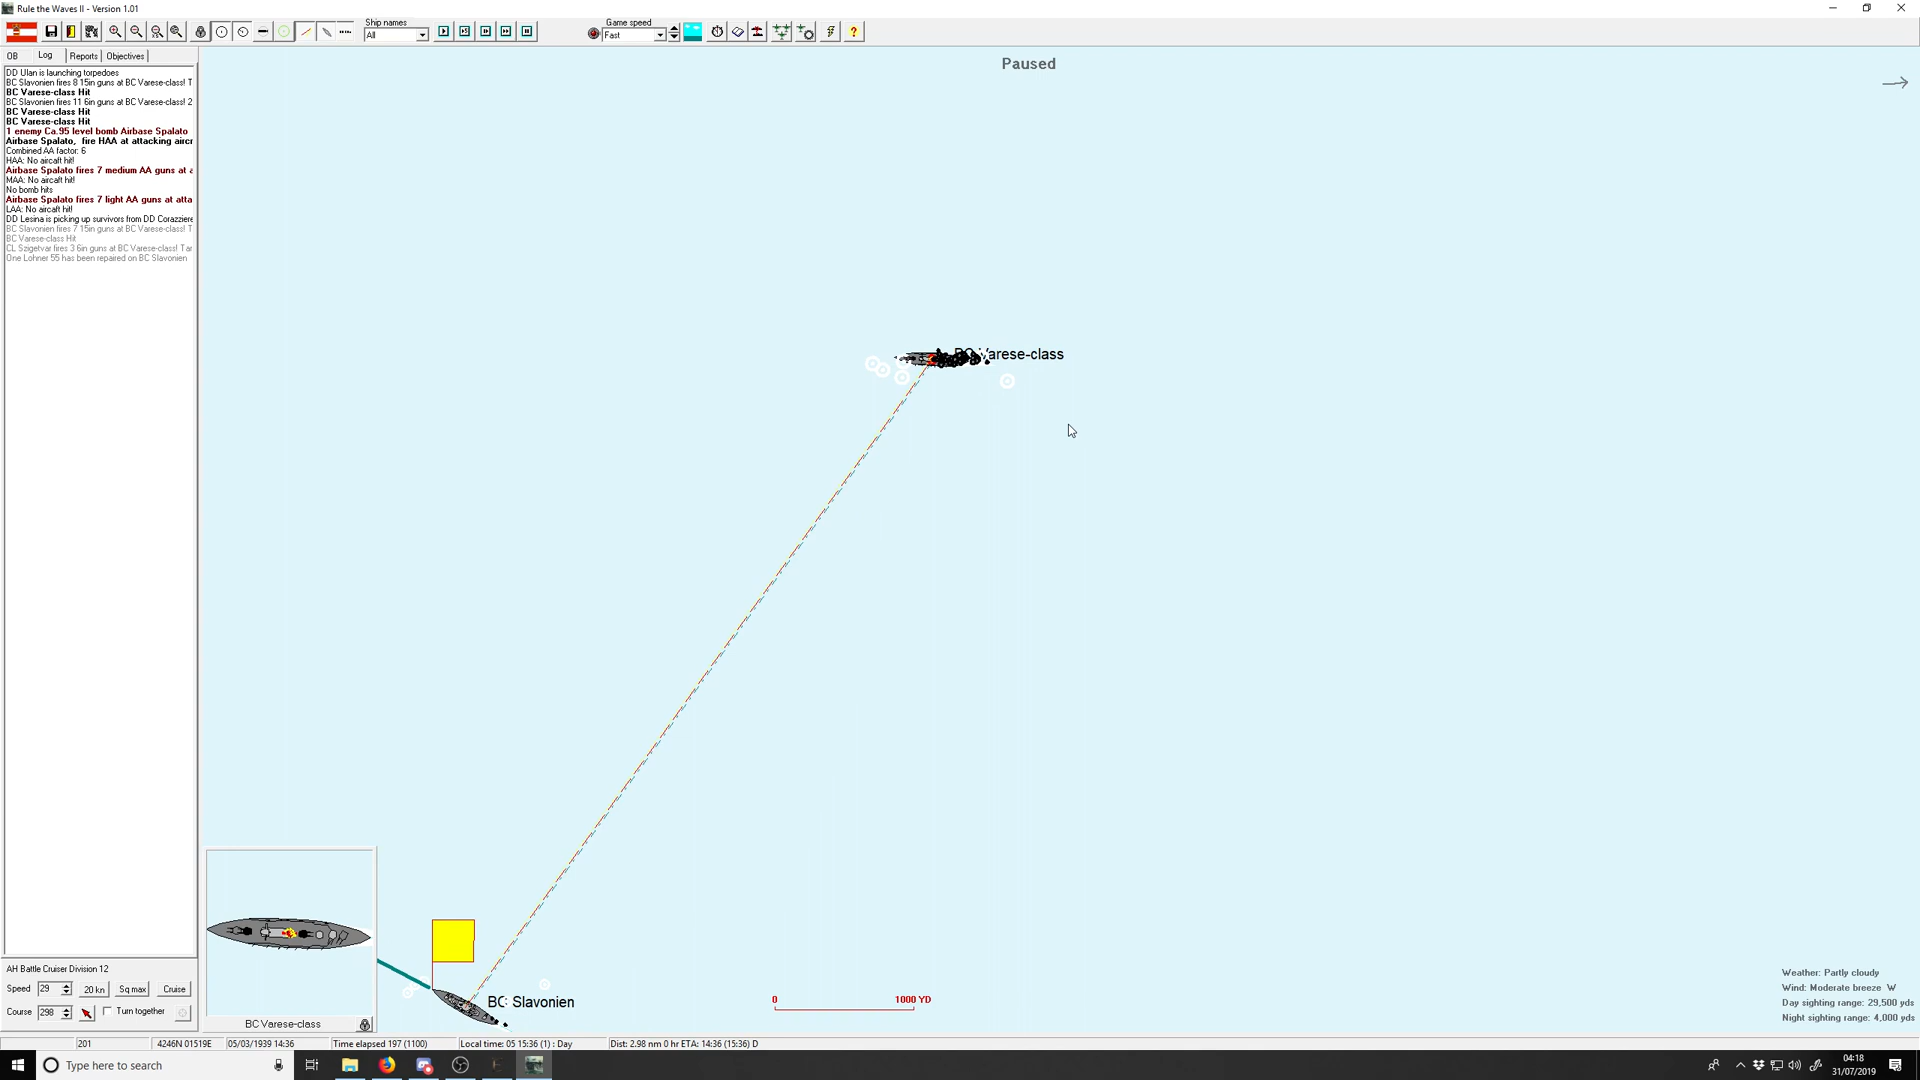 Rule the Waves II - Version 1.01
Ship names
All
Game speed
Fast
OB
Log
Reports
Objectives
DD Ulan is launching torpedoes
BC Slavonien fires 8 15in guns at BC Varese-class! T
BC Varese-class Hit
BC Slavonien fires 11 6in guns at BC Varese-class! 2
BC Varese-class Hit
BC Varese-class Hit
1 enemy Ca.95 level bomb Airbase Spalato
Airbase Spalato, fire HAA at attacking aircr
Combined AA factor: 6
HAA: No aircaft hit!
Airbase Spalato fires 7 medium AA guns at a
MAA: No aircaft hit!
No bomb hits
Airbase Spalato fires 7 light AA guns at atta
LAA: No aircaft hit!
DD Lesina is picking up survivors from DD Corazziere
BC Slavonien fires 7 15in guns at BC Varese-class! T
BC Varese-class Hit
CL Szigetvar fires 3 6in guns at BC Varese-class! Tar
One Lohner 55 has been repaired on BC Slavonien
Paused
BC Varese-class
BC Slavonien
0 1000 YD
Weather: Partly cloudy
Wind: Moderate breeze W
Day sighting range: 29,500 yds
Night sighting range: 4,000 yds
AH Battle Cruiser Division 12
Speed 29 20 kn Sq max Cruise
Course 298 Turn together
BC Varese-class
201
4246N 01519E
05/03/1939 14:36
Time elapsed 197 (1100)
Local time: 05 15:36 (1) : Day
Dist: 2.98 nm 0 hr ETA: 14:36 (15:36) D
Type here to search
04:18
31/07/2019